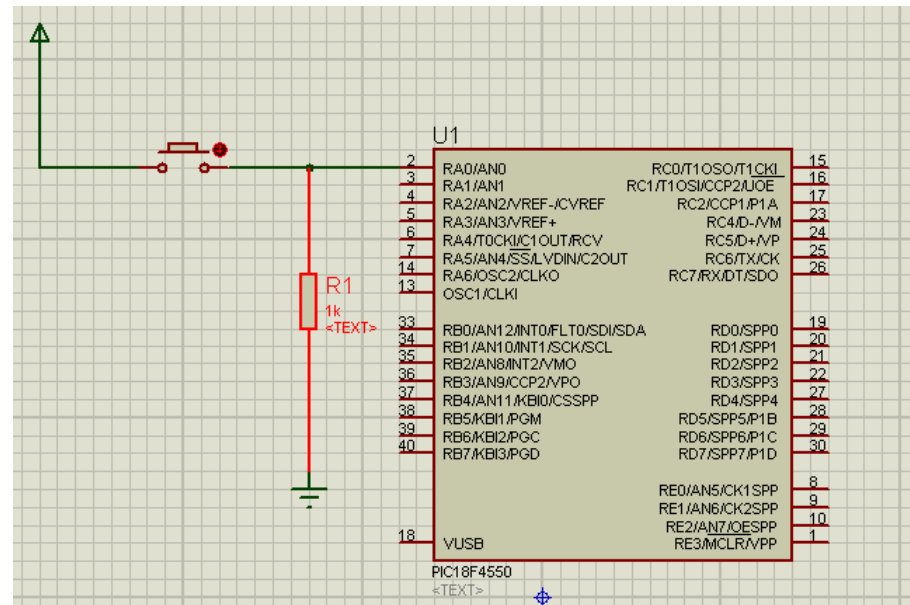 U1
2 RA0/AN0 RC0/T1OSO/T1CKI 15
3 RA1/AN1 RC1/T1OSI/CCP2/UOE 16
4 RA2/AN2/VREF-/CVREF RC2/CCP1/P1A 17
5 RA3/AN3/VREF+ RC4/D-/VM 23
6 RA4/T0CKI/C1OUT/RCV RC5/D+/VP 24
7 RA5/AN4/SS/LVDIN/C2OUT RC6/TX/CK 25
14 RA6/OSC2/CLKO RC7/RX/DT/SDO 26
13 OSC1/CLKI
R1
1k
<TEXT>
33 RB0/AN12/INT0/FLT0/SDI/SDA RD0/SPP0 19
34 RB1/AN10/INT1/SCK/SCL RD1/SPP1 20
35 RB2/AN8/INT2/VMO RD2/SPP2 21
36 RB3/AN9/CCP2/VPO RD3/SPP3 22
37 RB4/AN11/KBI0/CSSPP RD4/SPP4 27
38 RB5/KBI1/PGM RD5/SPP5/P1B 28
39 RB6/KBI2/PGC RD6/SPP6/P1C 29
40 RB7/KBI3/PGD RD7/SPP7/P1D 30
RE0/AN5/CK1SPP 8
RE1/AN6/CK2SPP 9
RE2/AN7/OESPP 10
18 VUSB RE3/MCLR/VPP 1
PIC18F4550
<TEXT>